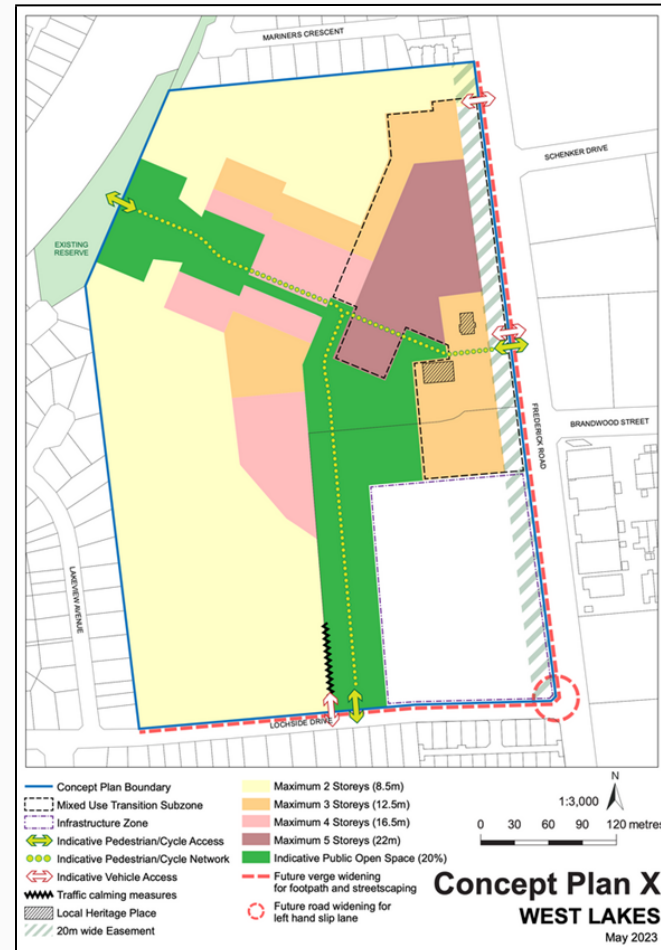 MARINERS CRESCENT
SCHENKER DRIVE
EXISTING
RESERVE
FREDERICK ROAD
BRANDWOOD STREET
LAKEVIEW AVENUE
LOCHSIDE DRIVE
Concept Plan Boundary
Mixed Use Transition Subzone
Infrastructure Zone
Indicative Pedestrian/Cycle Access
Indicative Pedestrian/Cycle Network
Indicative Vehicle Access
Traffic calming measures
Local Heritage Place
20m wide Easement
Maximum 2 Storeys (8.5m)
Maximum 3 Storeys (12.5m)
Maximum 4 Storeys (16.5m)
Maximum 5 Storeys (22m)
Indicative Public Open Space (20%)
Future verge widening
for footpath and streetscaping
Future road widening for
left hand slip lane
N
1:3,000
0 30 60 90 120 metres
Concept Plan X
WEST LAKES
May 2023